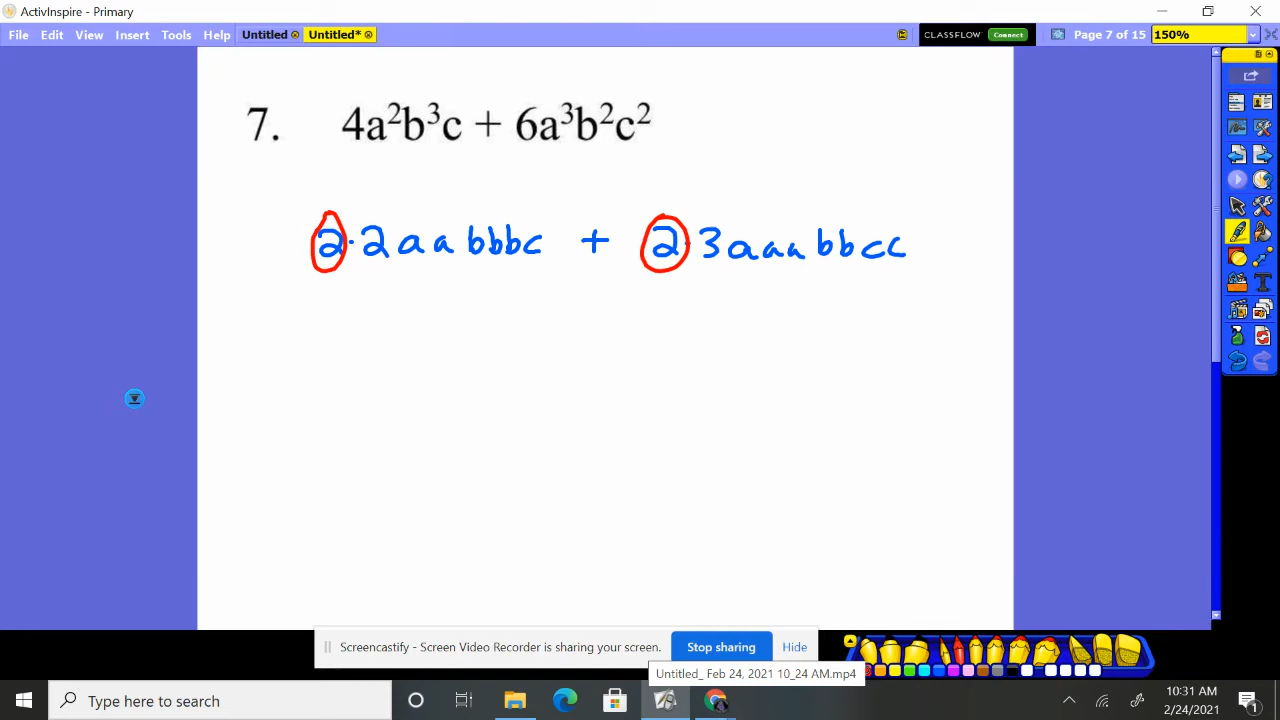 ActivInspire - Primary
File Edit View Insert Tools Help Untitled Untitled* CLASSFLOW Connect Page 7 of 15 150%
7. 4a²b³c + 6a³b²c²
2·2aabbbc + 2·3aaabbcc
Screencastify - Screen Video Recorder is sharing your screen. Stop sharing Hide
Untitled_ Feb 24, 2021 10_24 AM.mp4
Type here to search
10:31 AM
2/24/2021
1